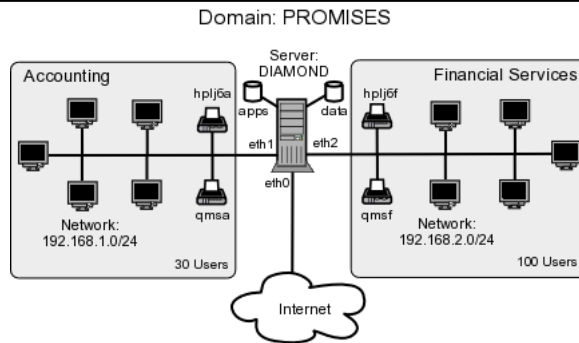 Domain: PROMISES
Server:
DIAMOND
Accounting
Financial Services
hplj6a
apps
data
hplj6f
eth1
eth2
eth0
qmsa
qmsf
Network:
192.168.1.0/24
Network:
192.168.2.0/24
30 Users
100 Users
Internet